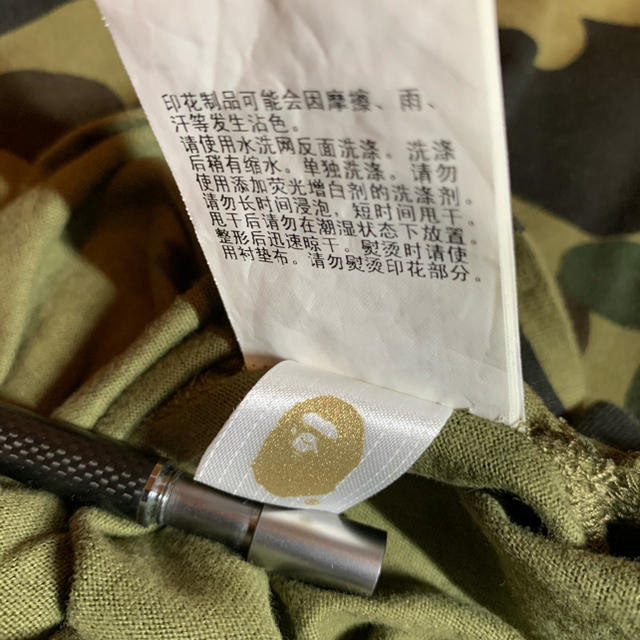 印花制品可能会因摩擦、雨、
汗等发生沾色。
请使用水洗网反面洗涤。洗涤
后稍有缩水。单独洗涤。请勿
使用添加荧光增白剂的洗涤剂。
请勿长时间浸泡，短时间甩干。
甩干后请勿在潮湿状态下放置。
整形后迅速晾干。熨烫时请使
用衬垫布。请勿熨烫印花部分。